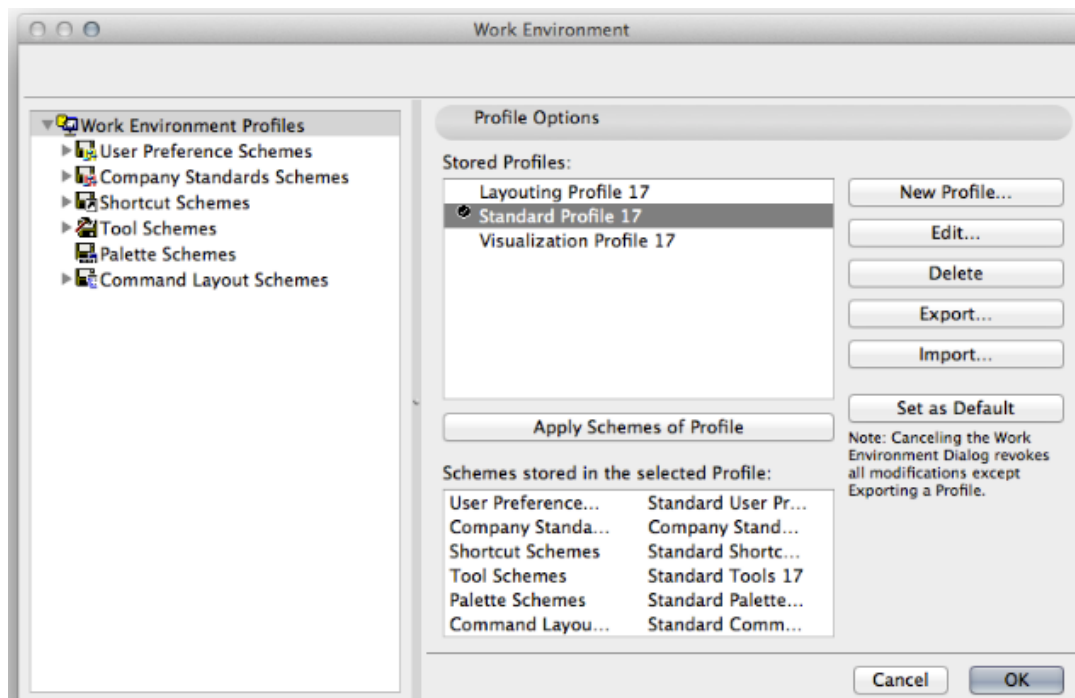 Work Environment
Work Environment Profiles
User Preference Schemes
Company Standards Schemes
Shortcut Schemes
Tool Schemes
Palette Schemes
Command Layout Schemes
Profile Options
Stored Profiles:
Layouting Profile 17
Standard Profile 17
Visualization Profile 17
New Profile...
Edit...
Delete
Export...
Import...
Set as Default
Note: Canceling the Work
Environment Dialog revokes
all modifications except
Exporting a Profile.
Apply Schemes of Profile
Schemes stored in the selected Profile:
User Preference... Standard User Pr...
Company Standa... Company Stand...
Shortcut Schemes Standard Shortc...
Tool Schemes Standard Tools 17
Palette Schemes Standard Palette...
Command Layou... Standard Comm...
Cancel
OK